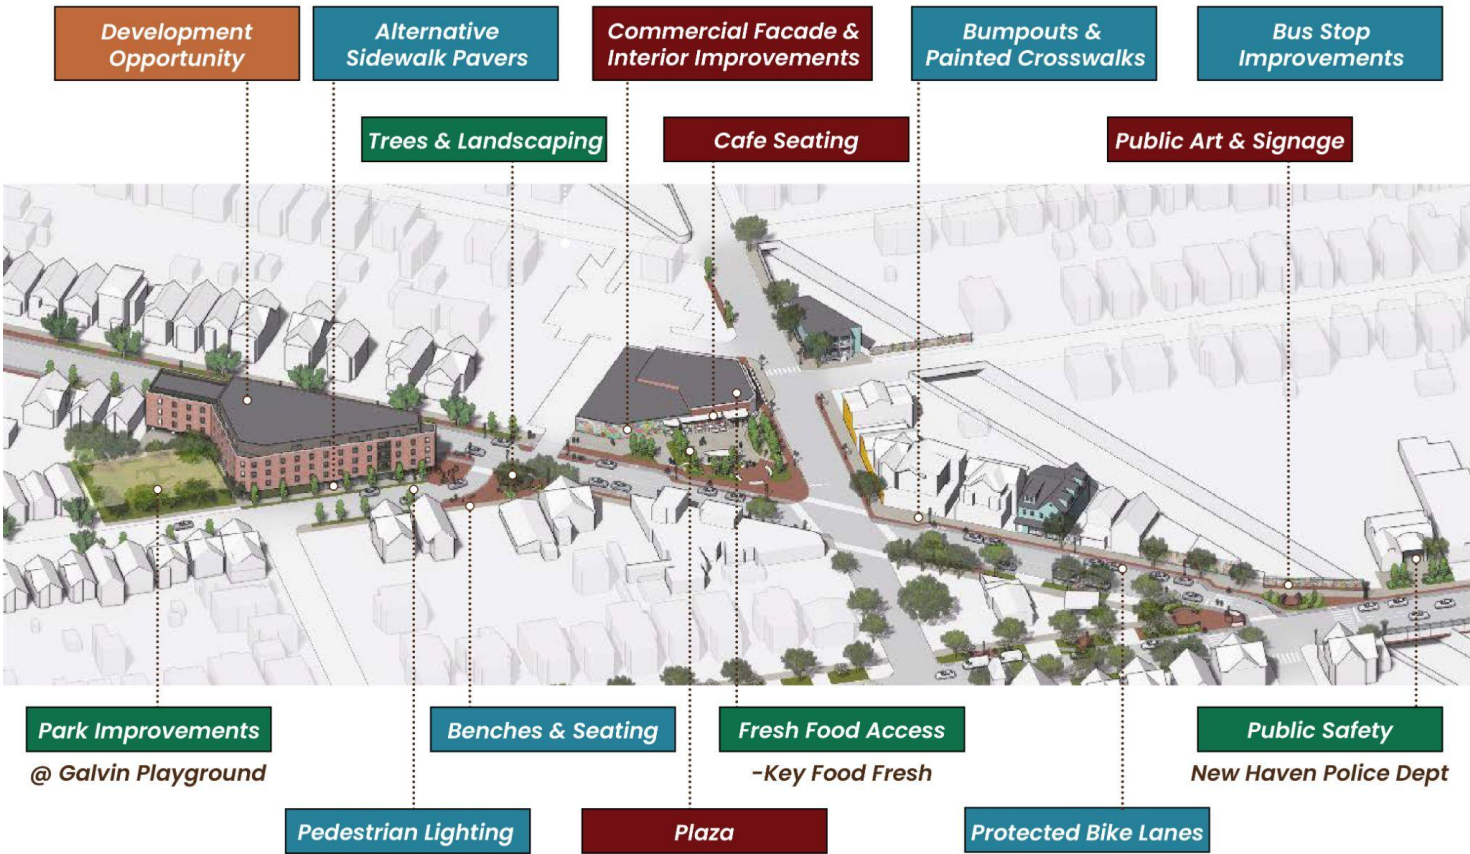 Development
Opportunity
Alternative
Sidewalk Pavers
Commercial Facade &
Interior Improvements
Bumpouts &
Painted Crosswalks
Bus Stop
Improvements
Trees & Landscaping
Cafe Seating
Public Art & Signage
Park Improvements
@ Galvin Playground
Benches & Seating
Fresh Food Access
-Key Food Fresh
Public Safety
New Haven Police Dept
Pedestrian Lighting
Plaza
Protected Bike Lanes